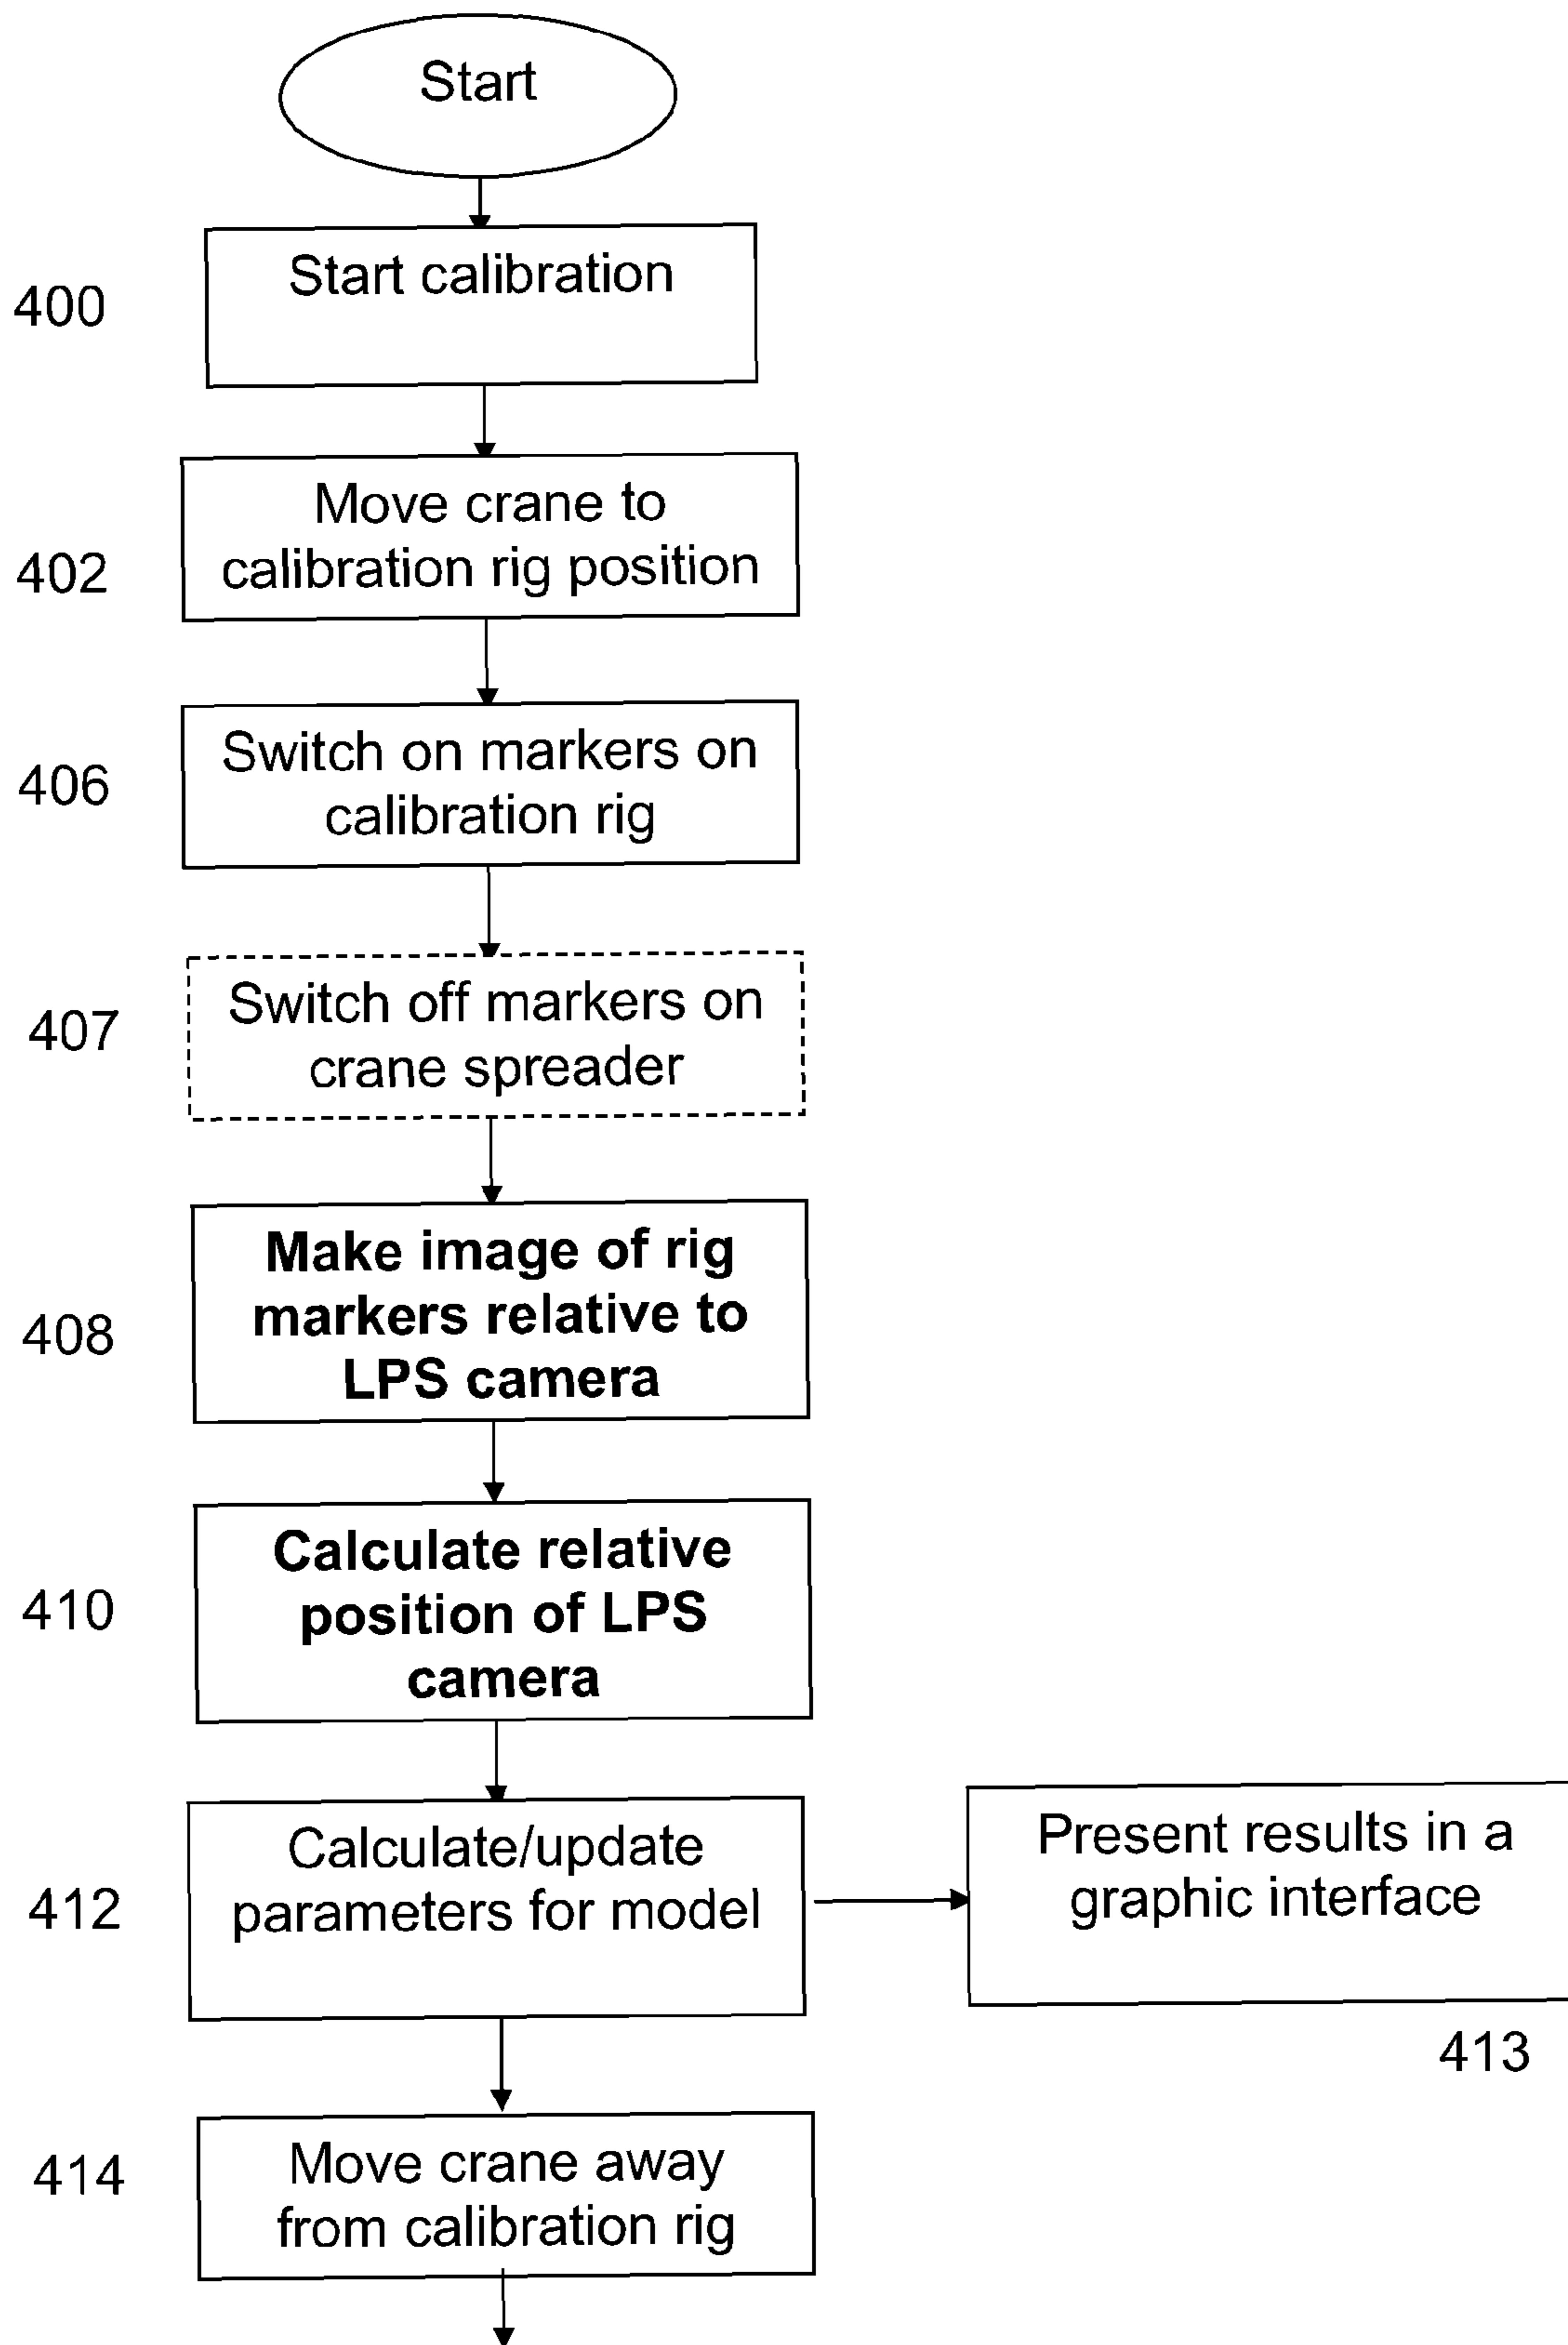 Start
400
Start calibration
402
Move crane to
calibration rig position
406
Switch on markers on
calibration rig
407
Switch off markers on
crane spreader
408
Make image of rig
markers relative to
LPS camera
410
Calculate relative
position of LPS
camera
412
Calculate/update
parameters for model
Present results in a
graphic interface
413
414
Move crane away
from calibration rig